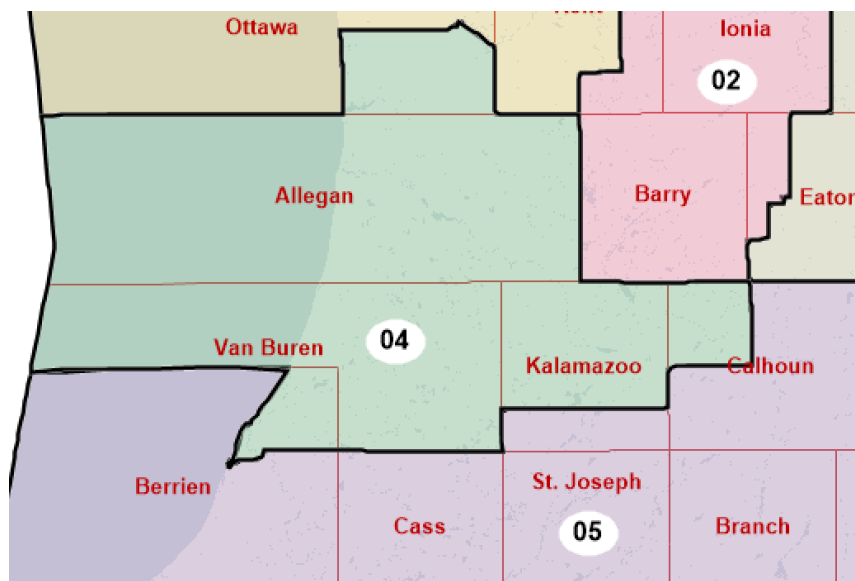 Ottawa
Ionia
02
Allegan
Barry
Eaton
04
Van Buren
Kalamazoo
Calhoun
Berrien
St. Joseph
Cass
05
Branch